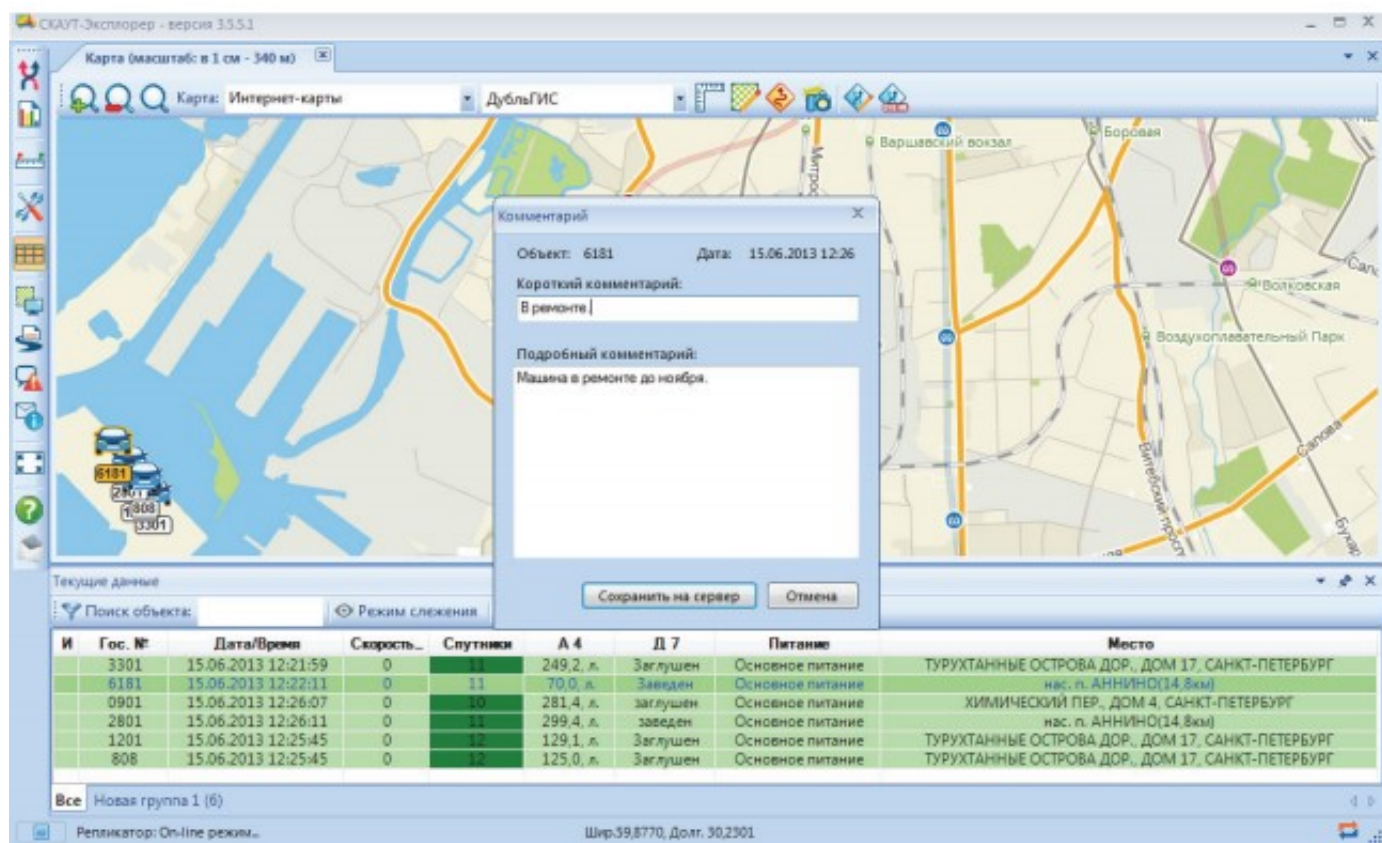 СКАУТ-Эксплорер - версия 3.5.5.1
Карта (масштаб: в 1 см - 340 м)
Карта: Интернет-карты ДубльГИС
Варшавский вокзал
Боровая
Митроф
Волковская
Воздухоплавательный Парк
Салова
Витебский просп
Бухар
6181
808
3301
Комментарий
Объект: 6181 Дата: 15.06.2013 12:26
Короткий комментарий:
В ремонте.
Подробный комментарий:
Машина в ремонте до ноября.
Сохранить на сервер Отмена
Текущие данные
Поиск объекта: Режим слежения
И Гос. № Дата/Время Скорость... Спутники А 4 Д 7 Питание Место
3301 15.06.2013 12:21:59 0 11 249,2, л. Заглушен Основное питание ТУРУХТАННЫЕ ОСТРОВА ДОР., ДОМ 17, САНКТ-ПЕТЕРБУРГ
6181 15.06.2013 12:22:11 0 11 70,0, л. Заведен Основное питание нас. п. АННИНО(14,8км)
0901 15.06.2013 12:26:07 0 10 281,4, л. заглушен Основное питание ХИМИЧЕСКИЙ ПЕР., ДОМ 4, САНКТ-ПЕТЕРБУРГ
2801 15.06.2013 12:26:11 0 11 299,4, л. заведен Основное питание нас. п. АННИНО(14,8км)
1201 15.06.2013 12:25:45 0 12 129,1, л. Заглушен Основное питание ТУРУХТАННЫЕ ОСТРОВА ДОР., ДОМ 17, САНКТ-ПЕТЕРБУРГ
808 15.06.2013 12:25:45 0 12 125,0, л. Заглушен Основное питание ТУРУХТАННЫЕ ОСТРОВА ДОР., ДОМ 17, САНКТ-ПЕТЕРБУРГ
Все Новая группа 1 (6)
Репликатор: On-line режим... Шир.59,8770, Долг. 30,2301